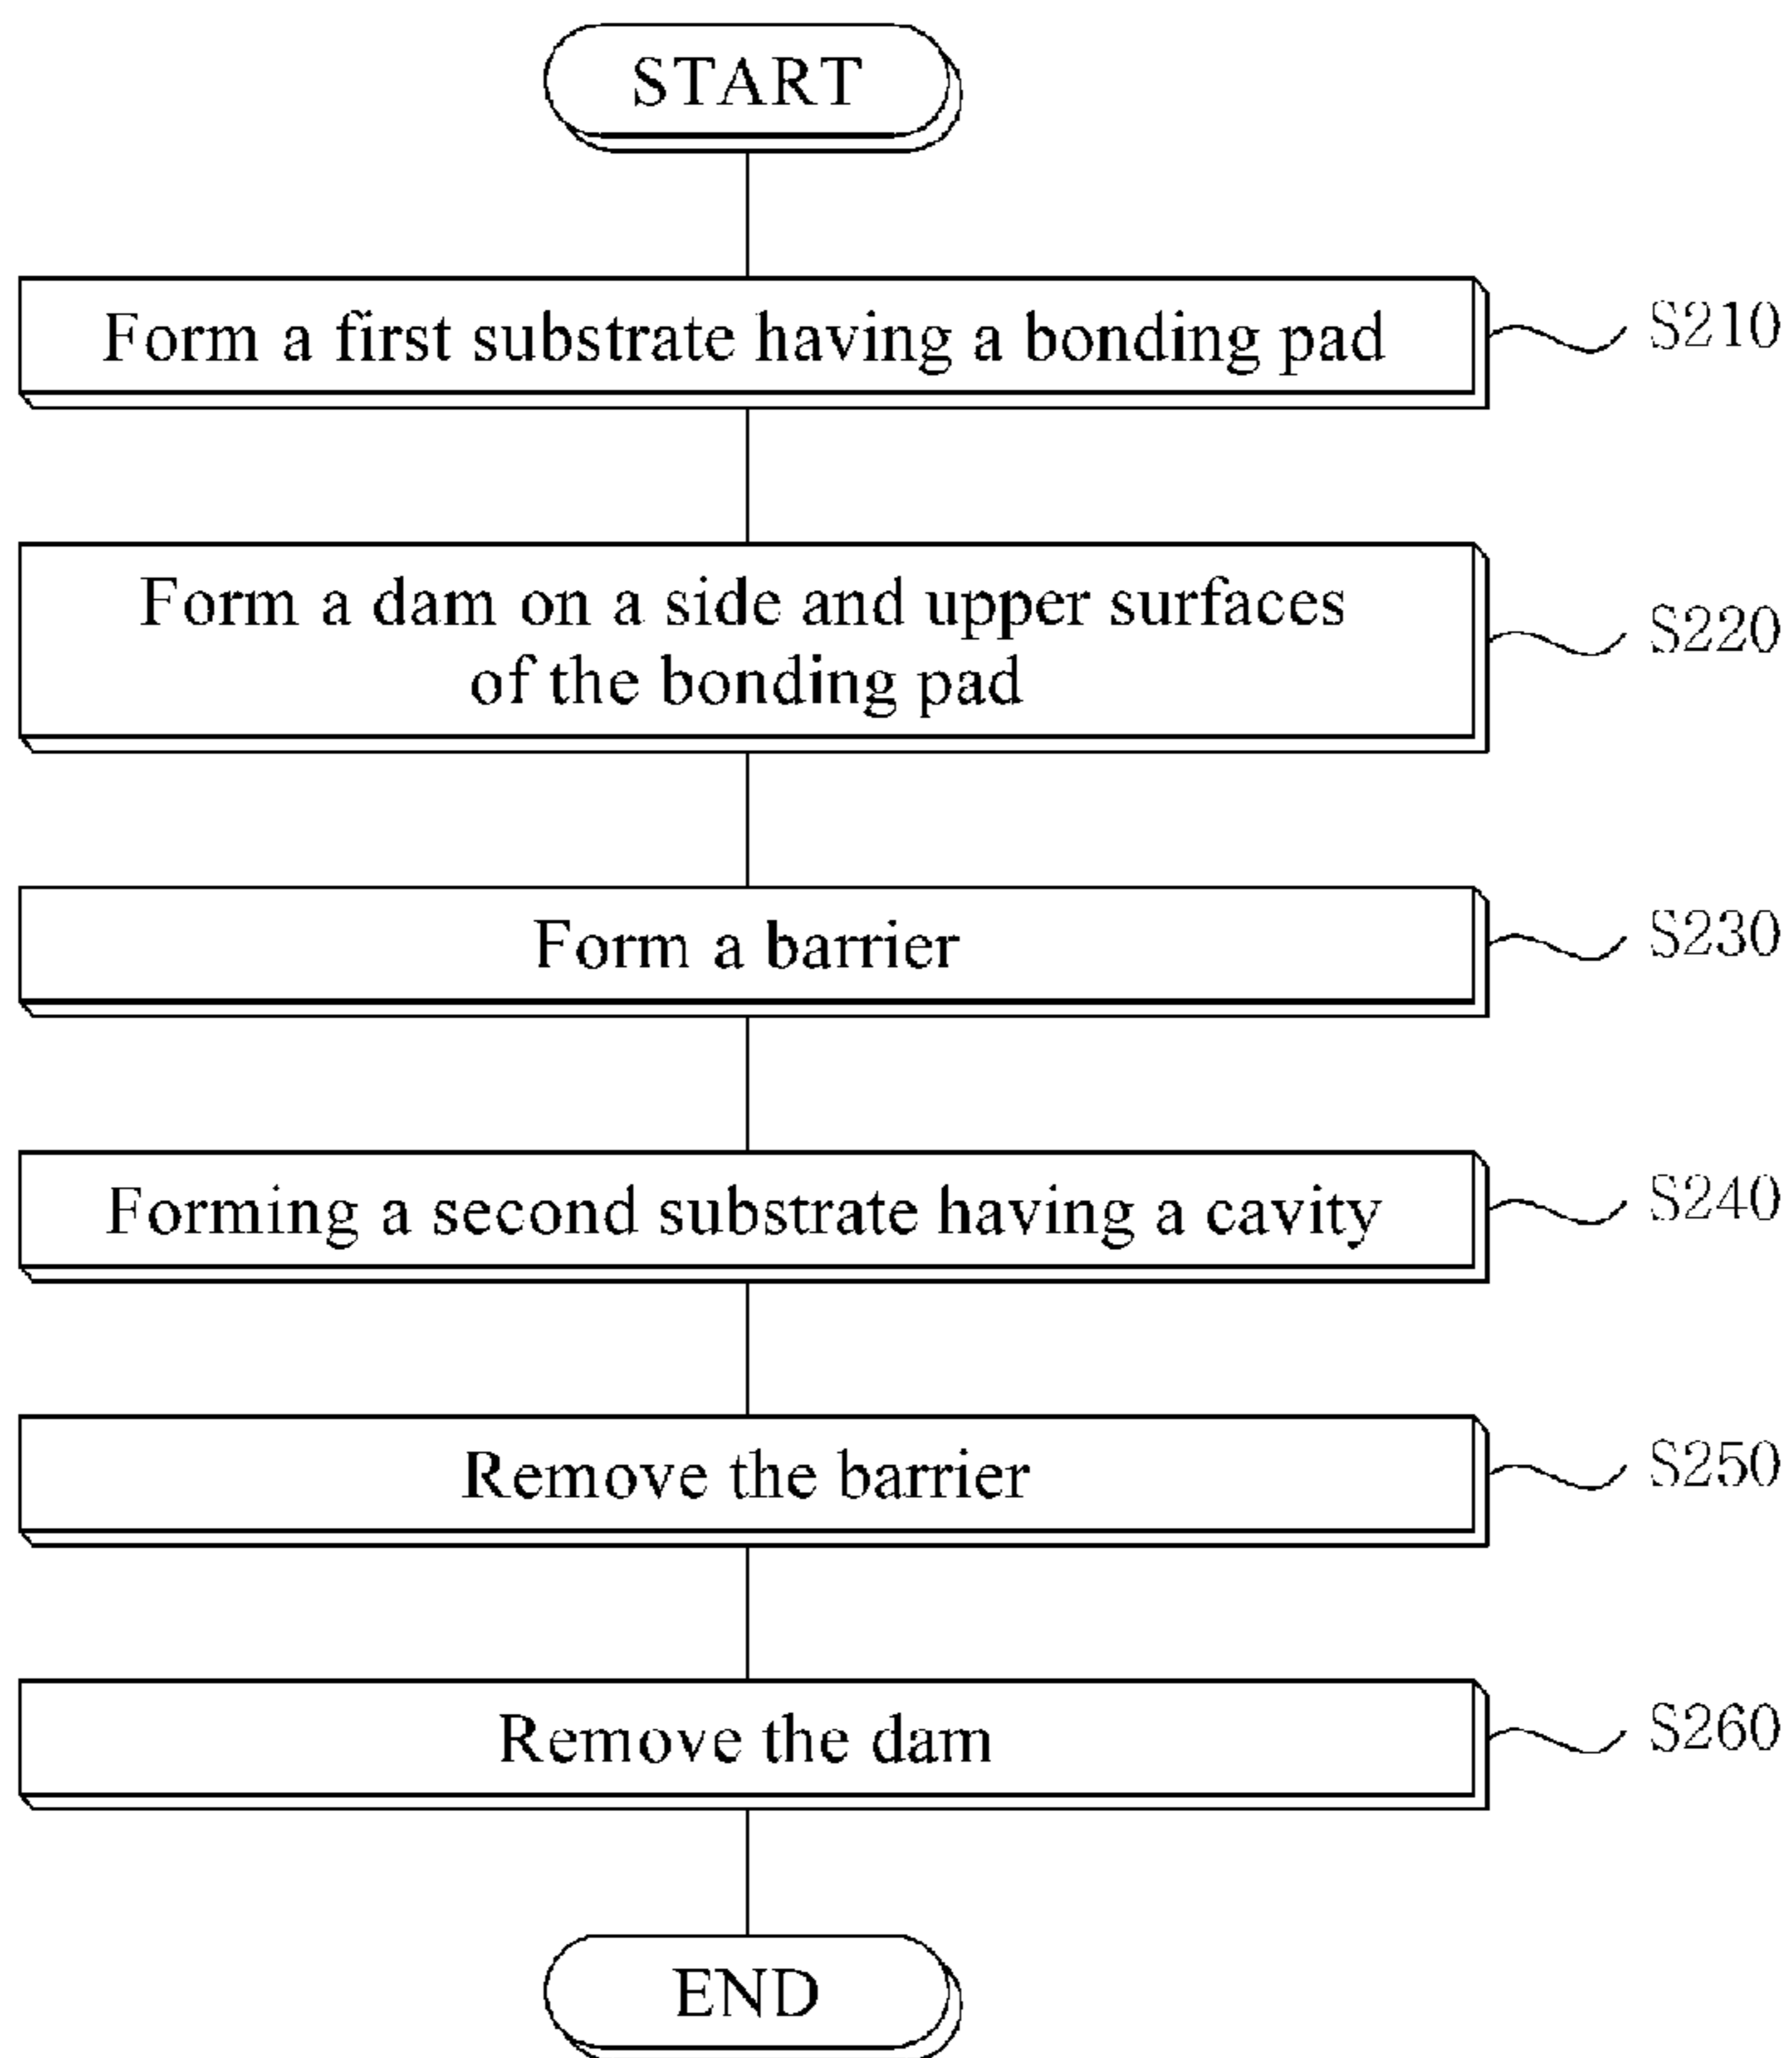 START
Form a first substrate having a bonding pad
S210
Form a dam on a side and upper surfaces
of the bonding pad
S220
Form a barrier
S230
Forming a second substrate having a cavity
S240
Remove the barrier
S250
Remove the dam
S260
END